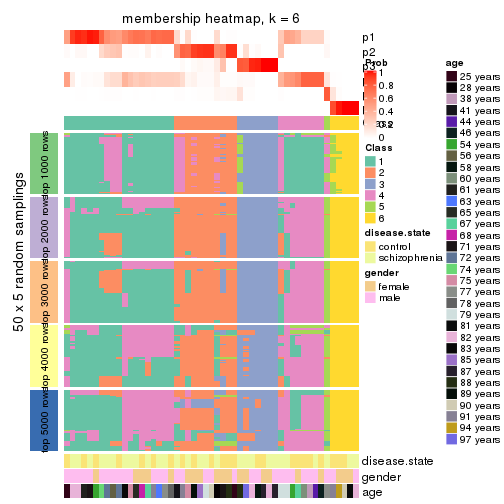 membership heatmap, k = 6
p1
p2
p3
Prob
1
0.8
0.6
0.4
0.2
0
Class
1
2
3
4
5
6
disease.state
control
schizophrenia
gender
female
male
age
25 years
28 years
38 years
41 years
44 years
46 years
54 years
56 years
58 years
60 years
61 years
63 years
65 years
67 years
68 years
71 years
72 years
74 years
75 years
77 years
78 years
79 years
81 years
82 years
83 years
85 years
87 years
88 years
89 years
90 years
91 years
94 years
97 years
50 x 5 random samplings
top 1000 rows
top 2000 rows
top 3000 rows
top 4000 rows
top 5000 rows
disease.state
gender
age